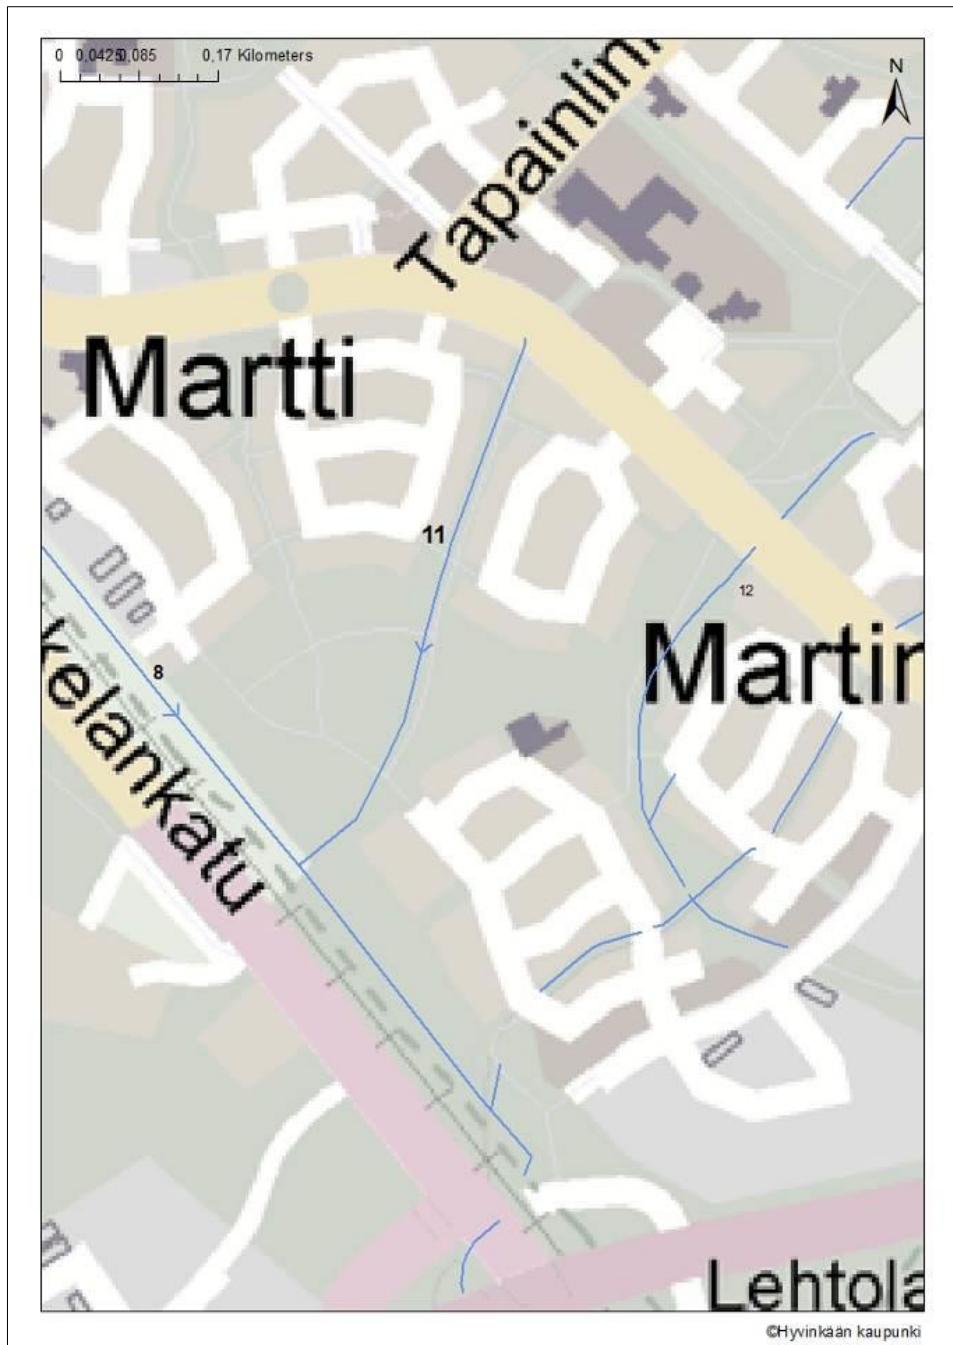 0 0,0425 0,085 0,17 Kilometers
N
Tapainlinn
Martti
11
12
Martin
8
kelankatu
Lehtola
©Hyvinkään kaupunki